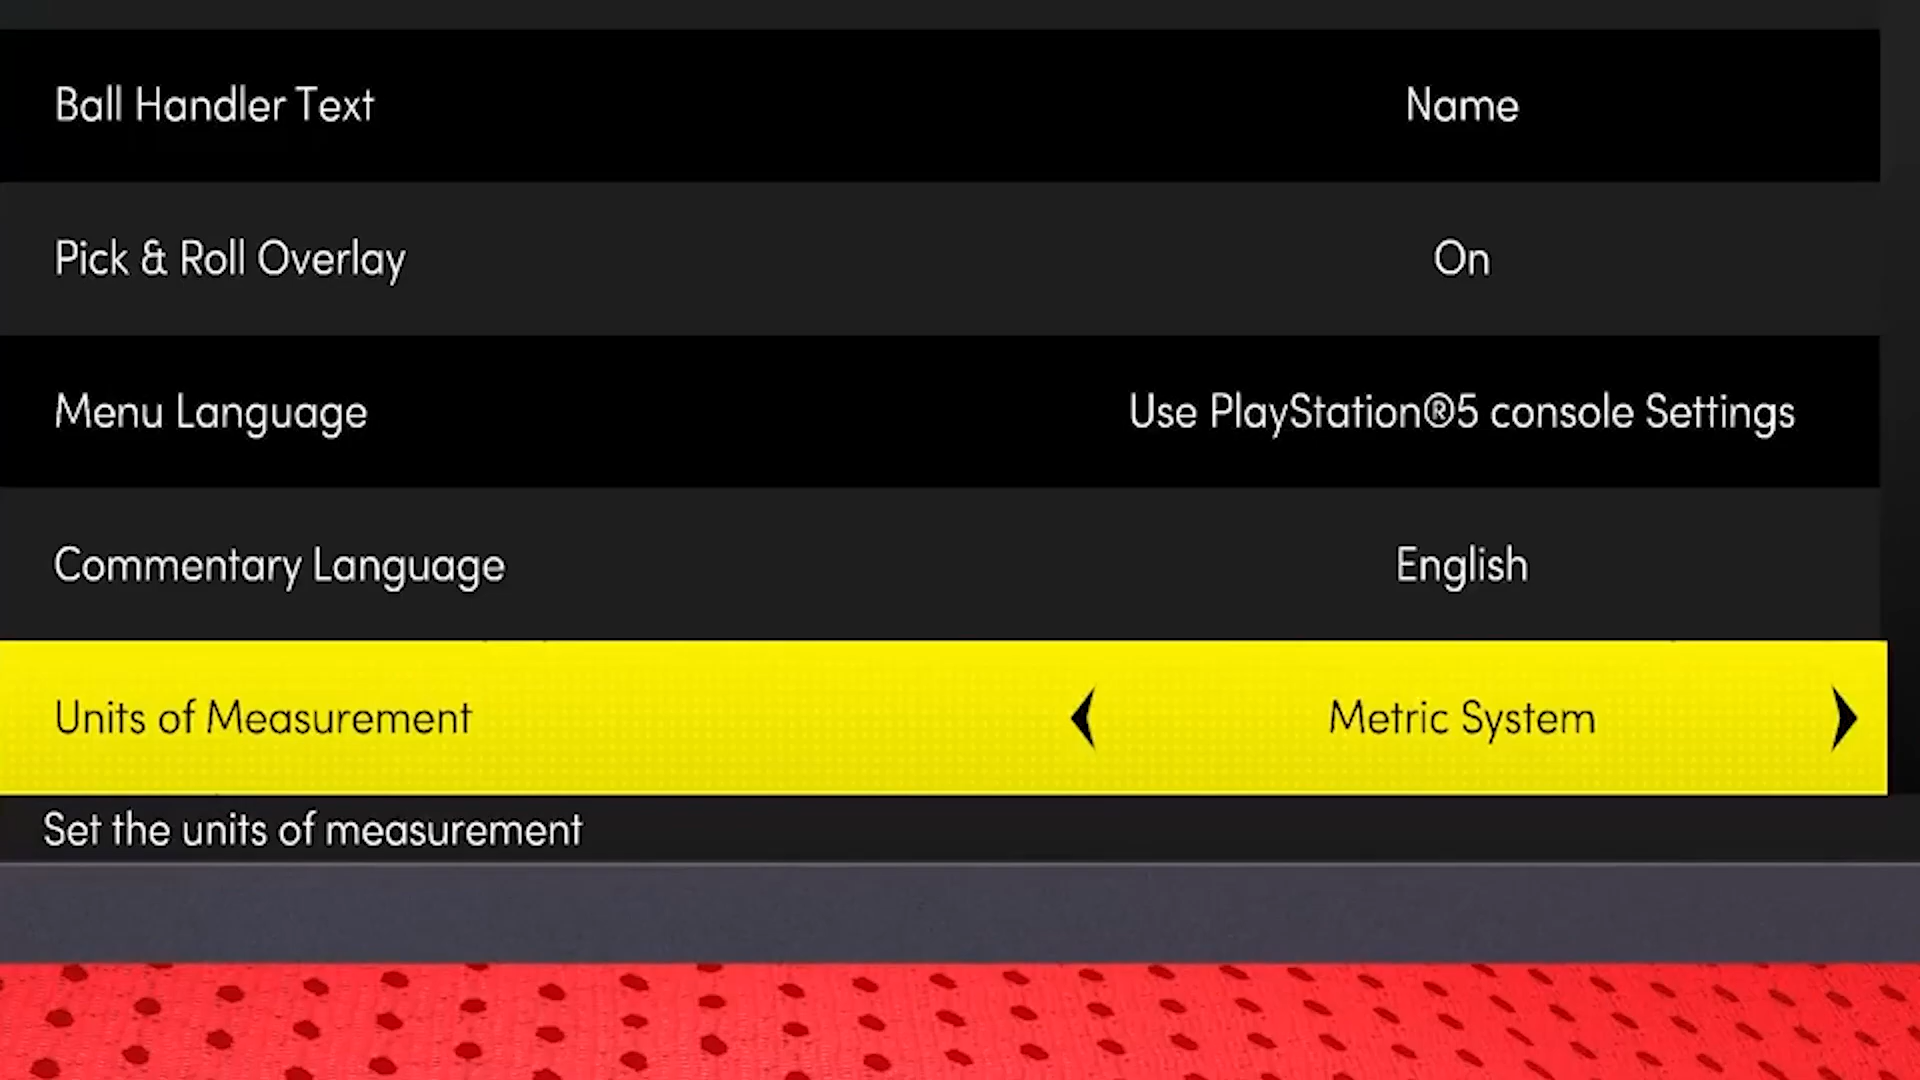 Ball Handler Text Name
Pick & Roll Overlay On
Menu Language Use PlayStation®5 console Settings
Commentary Language English
Units of Measurement Metric System
Set the units of measurement